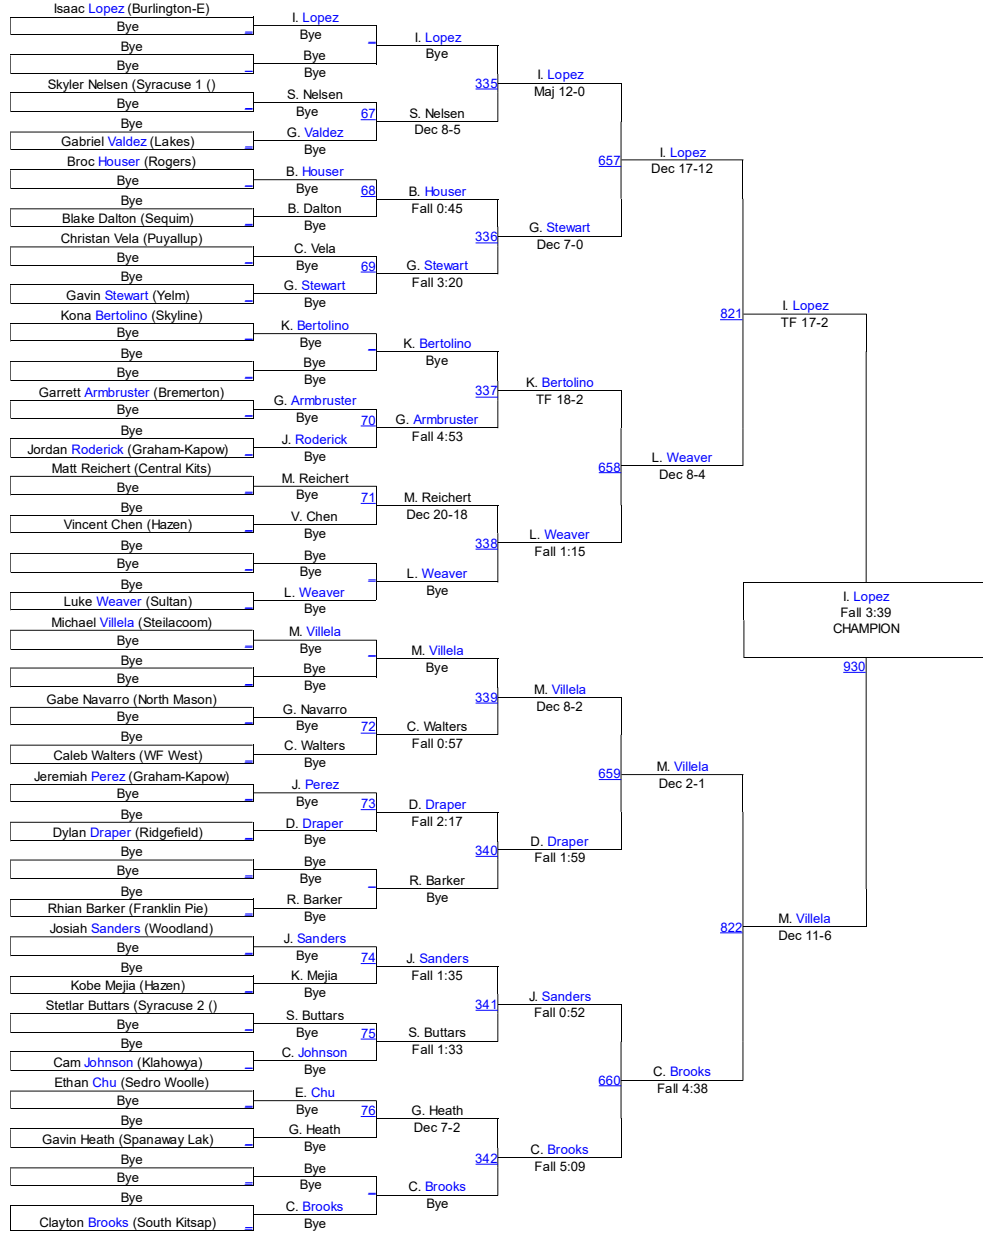 Isaac Lopez (Burlington-E)
Bye
Bye
Bye
Skyler Nelsen (Syracuse 1 ()
Bye
Bye
Gabriel Valdez (Lakes)
Broc Houser (Rogers)
Bye
Bye
Blake Dalton (Sequim)
Christan Vela (Puyallup)
Bye
Bye
Gavin Stewart (Yelm)
Kona Bertolino (Skyline)
Bye
Bye
Bye
Garrett Armbruster (Bremerton)
Bye
Bye
Jordan Roderick (Graham-Kapow)
Matt Reichert (Central Kits)
Bye
Bye
Vincent Chen (Hazen)
Bye
Bye
Bye
Luke Weaver (Sultan)
Michael Villela (Steilacoom)
Bye
Bye
Bye
Gabe Navarro (North Mason)
Bye
Bye
Caleb Walters (WF West)
Jeremiah Perez (Graham-Kapow)
Bye
Bye
Dylan Draper (Ridgefield)
Bye
Bye
Bye
Rhian Barker (Franklin Pie)
Josiah Sanders (Woodland)
Bye
Bye
Kobe Mejia (Hazen)
Stetlar Buttars (Syracuse 2 ()
Bye
Bye
Cam Johnson (Klahowya)
Ethan Chu (Sedro Woolle)
Bye
Bye
Gavin Heath (Spanaway Lak)
Bye
Bye
Bye
Clayton Brooks (South Kitsap)
I. Lopez
Bye
Bye
Bye
S. Nelsen
Bye
67
G. Valdez
Bye
B. Houser
Bye
68
B. Dalton
Bye
C. Vela
Bye
69
G. Stewart
Bye
K. Bertolino
Bye
Bye
Bye
G. Armbruster
Bye
70
J. Roderick
Bye
M. Reichert
Bye
71
V. Chen
Bye
Bye
Bye
L. Weaver
Bye
M. Villela
Bye
Bye
Bye
G. Navarro
Bye
72
C. Walters
Bye
J. Perez
Bye
73
D. Draper
Bye
Bye
Bye
R. Barker
Bye
J. Sanders
Bye
74
K. Mejia
Bye
S. Buttars
Bye
75
C. Johnson
Bye
E. Chu
Bye
76
G. Heath
Bye
Bye
Bye
C. Brooks
Bye
I. Lopez
Bye
335
S. Nelsen
Dec 8-5
B. Houser
Fall 0:45
336
G. Stewart
Fall 3:20
K. Bertolino
Bye
337
G. Armbruster
Fall 4:53
M. Reichert
Dec 20-18
338
L. Weaver
Bye
M. Villela
Bye
339
C. Walters
Fall 0:57
D. Draper
Fall 2:17
340
R. Barker
Bye
J. Sanders
Fall 1:35
341
S. Buttars
Fall 1:33
G. Heath
Dec 7-2
342
C. Brooks
Bye
I. Lopez
Maj 12-0
657
G. Stewart
Dec 7-0
K. Bertolino
TF 18-2
658
L. Weaver
Fall 1:15
M. Villela
Dec 8-2
659
D. Draper
Fall 1:59
J. Sanders
Fall 0:52
660
C. Brooks
Fall 5:09
I. Lopez
Dec 17-12
821
L. Weaver
Dec 8-4
M. Villela
Dec 2-1
822
C. Brooks
Fall 4:38
I. Lopez
TF 17-2
M. Villela
Dec 11-6
I. Lopez
Fall 3:39
CHAMPION
930